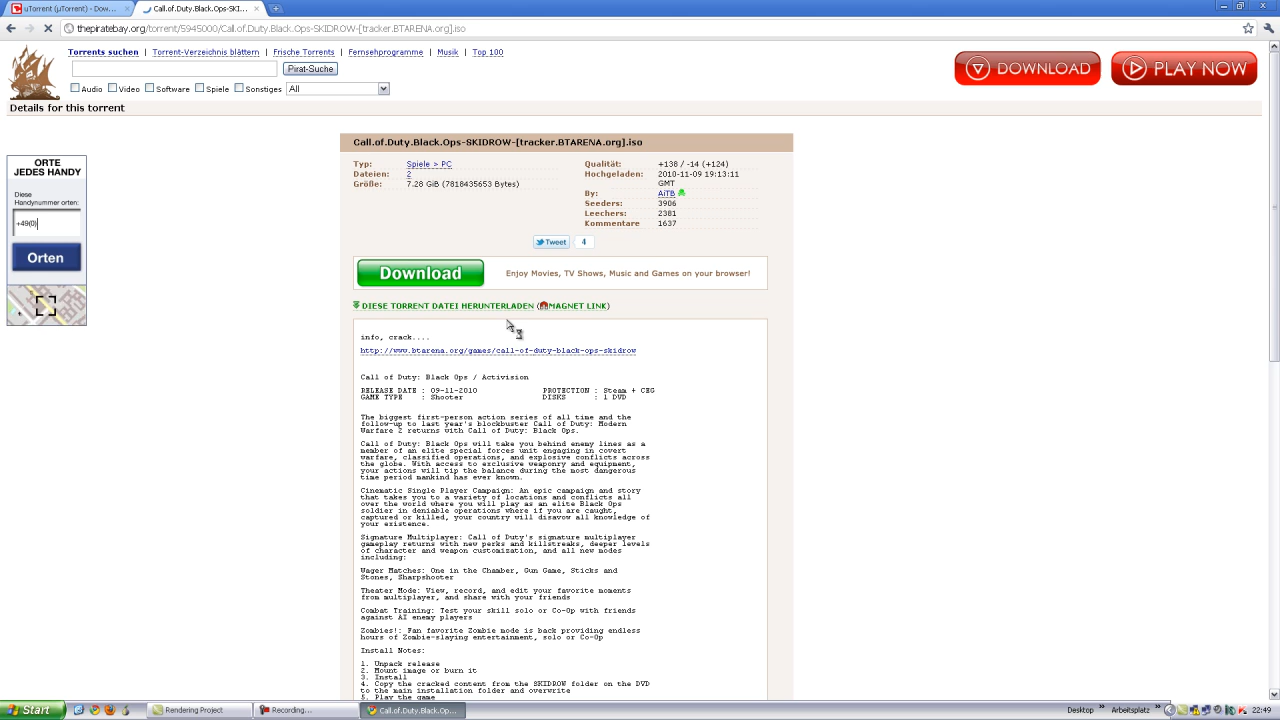 uTorrent (µTorrent) - Dow...
Call.of.Duty.Black.Ops-SKI...
thepiratebay.org/torrent/5945000/Call.of.Duty.Black.Ops-SKIDROW-[tracker.BTARENA.org].iso
Torrents suchen | Torrent-Verzeichnis blättern | Frische Torrents | Fernsehprogramme | Musik | Top 100
Pirat-Suche
Audio Video Software Spiele Sonstiges All
DOWNLOAD
PLAY NOW
Details for this torrent
ORTE
JEDES HANDY
Diese
Handynummer orten:
+49(0)
Orten
Call.of.Duty.Black.Ops-SKIDROW-[tracker.BTARENA.org].iso
Typ: Spiele > PC
Dateien: 2
Größe: 7.28 GiB (7818435653 Bytes)
Qualität: +138 / -14 (+124)
Hochgeladen: 2010-11-09 19:13:11
GMT
By: AiTB
Seeders: 3906
Leechers: 2381
Kommentare 1637
Tweet 4
Download Enjoy Movies, TV Shows, Music and Games on your browser!
DIESE TORRENT DATEI HERUNTERLADEN (MAGNET LINK)
info, crack....
http://www.btarena.org/games/call-of-duty-black-ops-skidrow
Call of Duty: Black Ops / Activision
RELEASE DATE : 09-11-2010 PROTECTION : Steam + CEG
GAME TYPE : Shooter DISKS : 1 DVD
The biggest first-person action series of all time and the
follow-up to last year's blockbuster Call of Duty: Modern
Warfare 2 returns with Call of Duty: Black Ops.
Call of Duty: Black Ops will take you behind enemy lines as a
member of an elite special forces unit engaging in covert
warfare, classified operations, and explosive conflicts across
the globe. With access to exclusive weaponry and equipment,
your actions will tip the balance during the most dangerous
time period mankind has ever known.
Cinematic Single Player Campaign: An epic campaign and story
that takes you to a variety of locations and conflicts all
over the world where you will play as an elite Black Ops
soldier in deniable operations where if you are caught,
captured or killed, your country will disavow all knowledge of
your existence.
Signature Multiplayer: Call of Duty's signature multiplayer
gameplay returns with new perks and killstreaks, deeper levels
of character and weapon customization, and all new modes
including:
Wager Matches: One in the Chamber, Gun Game, Sticks and
Stones, Sharpshooter
Theater Mode: View, record, and edit your favorite moments
from multiplayer, and share with your friends
Combat Training: Test your skill solo or Co-Op with friends
against AI enemy players
Zombies!: Fan favorite Zombie mode is back providing endless
hours of Zombie-slaying entertainment, solo or Co-Op
Install Notes:
1. Unpack release
2. Mount image or burn it
3. Install
4. Copy the cracked content from the SKIDROW folder on the DVD
to the main installation folder and overwrite
5. Play the game
Start
Rendering Project
Recording...
Call.of.Duty.Black.Op...
Desktop
Arbeitsplatz
22:49